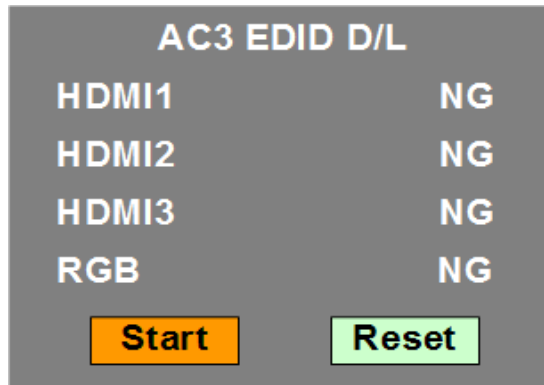 AC3 EDID D/L
HDMI1 NG
HDMI2 NG
HDMI3 NG
RGB NG
Start Reset